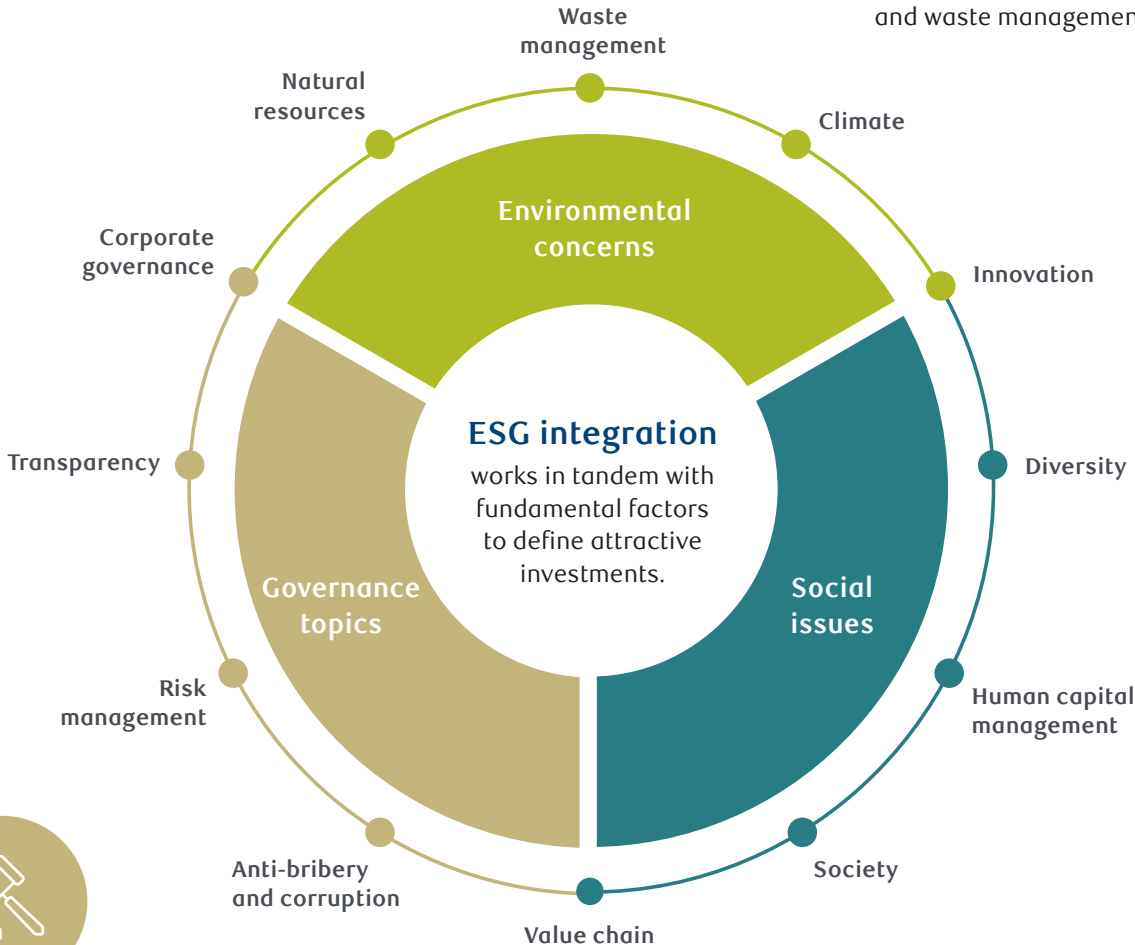 and waste management
Waste
management
Natural
resources
Climate
Environmental
concerns
Corporate
governance
Innovation
ESG integration
works in tandem with
fundamental factors
to define attractive
investments.
Transparency
Diversity
Governance
topics
Social
issues
Risk
management
Human capital
management
Anti-bribery
and corruption
Society
Value chain